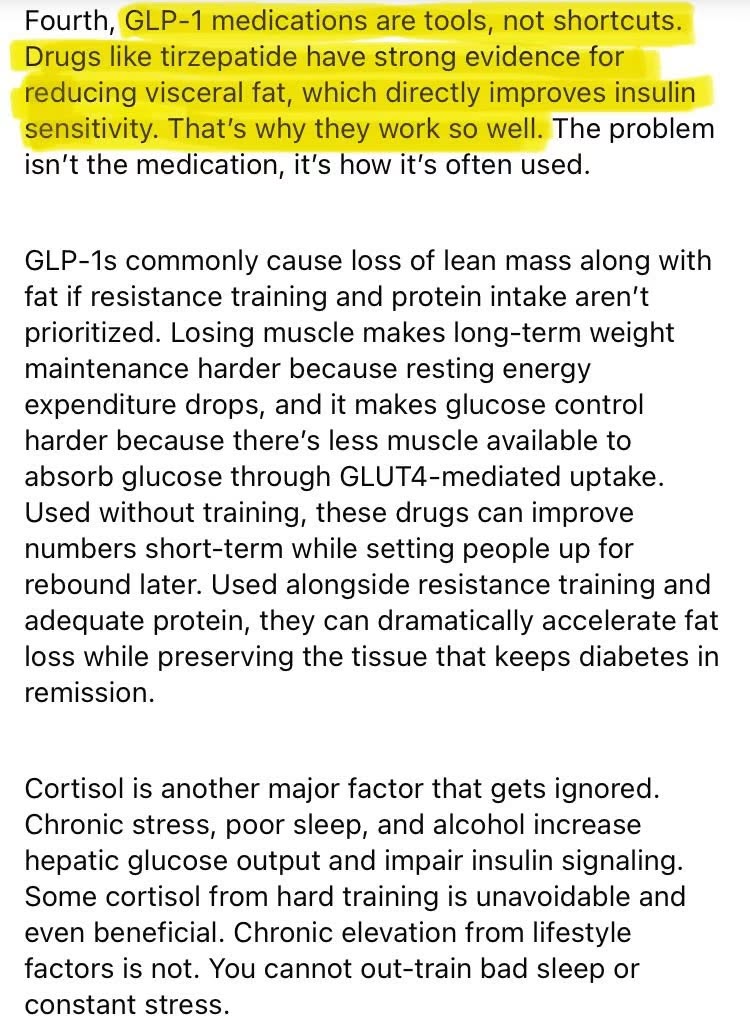 Fourth, GLP-1 medications are tools, not shortcuts.
Drugs like tirzepatide have strong evidence for
reducing visceral fat, which directly improves insulin
sensitivity. That’s why they work so well. The problem
isn’t the medication, it’s how it’s often used.
GLP-1s commonly cause loss of lean mass along with
fat if resistance training and protein intake aren’t
prioritized. Losing muscle makes long-term weight
maintenance harder because resting energy
expenditure drops, and it makes glucose control
harder because there’s less muscle available to
absorb glucose through GLUT4-mediated uptake.
Used without training, these drugs can improve
numbers short-term while setting people up for
rebound later. Used alongside resistance training and
adequate protein, they can dramatically accelerate fat
loss while preserving the tissue that keeps diabetes in
remission.
Cortisol is another major factor that gets ignored.
Chronic stress, poor sleep, and alcohol increase
hepatic glucose output and impair insulin signaling.
Some cortisol from hard training is unavoidable and
even beneficial. Chronic elevation from lifestyle
factors is not. You cannot out-train bad sleep or
constant stress.